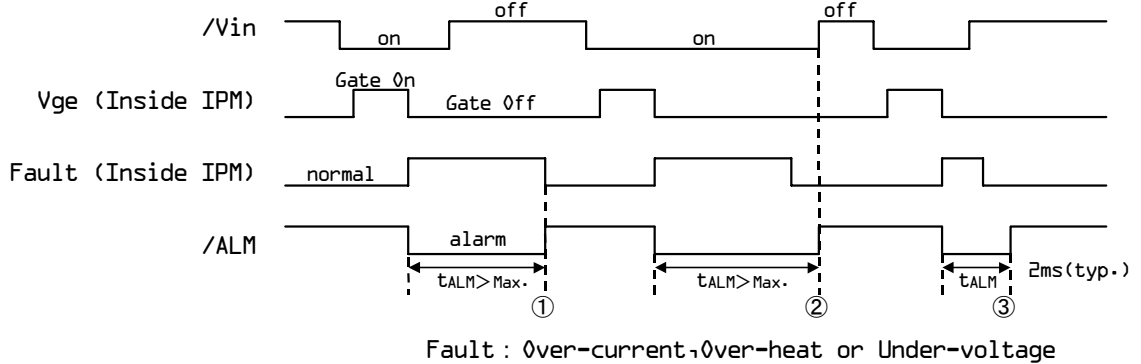 off off
/Vin on on
Gate On
Vge (Inside IPM) Gate Off
Fault (Inside IPM) normal
/ALM alarm
tALM>Max. tALM>Max. tALM 2ms(typ.)
① ② ③
Fault : Over-current,Over-heat or Under-voltage